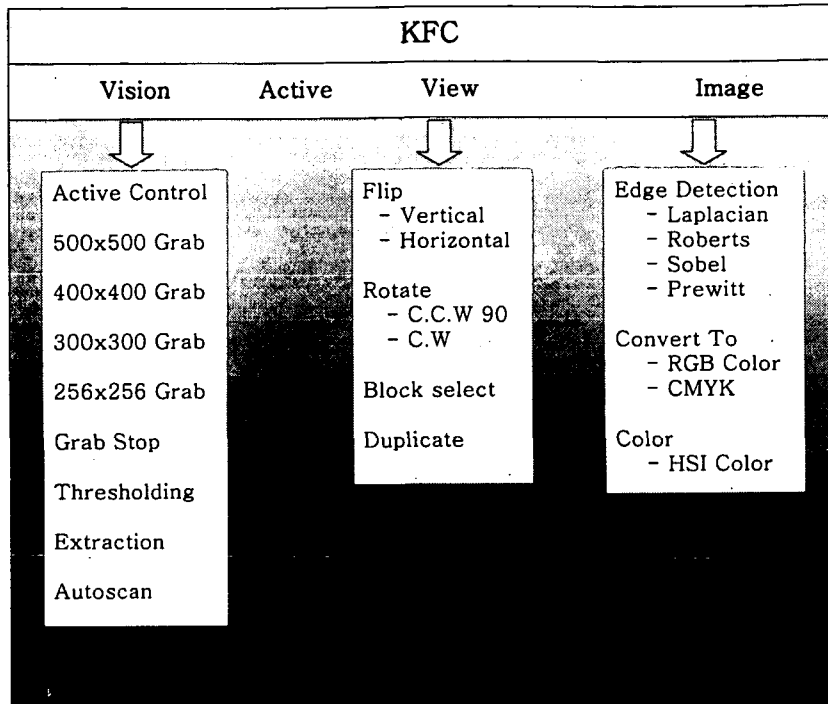 KFC
Vision Active View Image
Active Control
500x500 Grab
400x400 Grab
300x300 Grab
256x256 Grab
Grab Stop
Thresholding
Extraction
Autoscan
Flip
- Vertical
- Horizontal
Rotate
- C.C.W 90
- C.W
Block select
Duplicate
Edge Detection
- Laplacian
- Roberts
- Sobel
- Prewitt
Convert To
- RGB Color
- CMYK
Color
- HSI Color